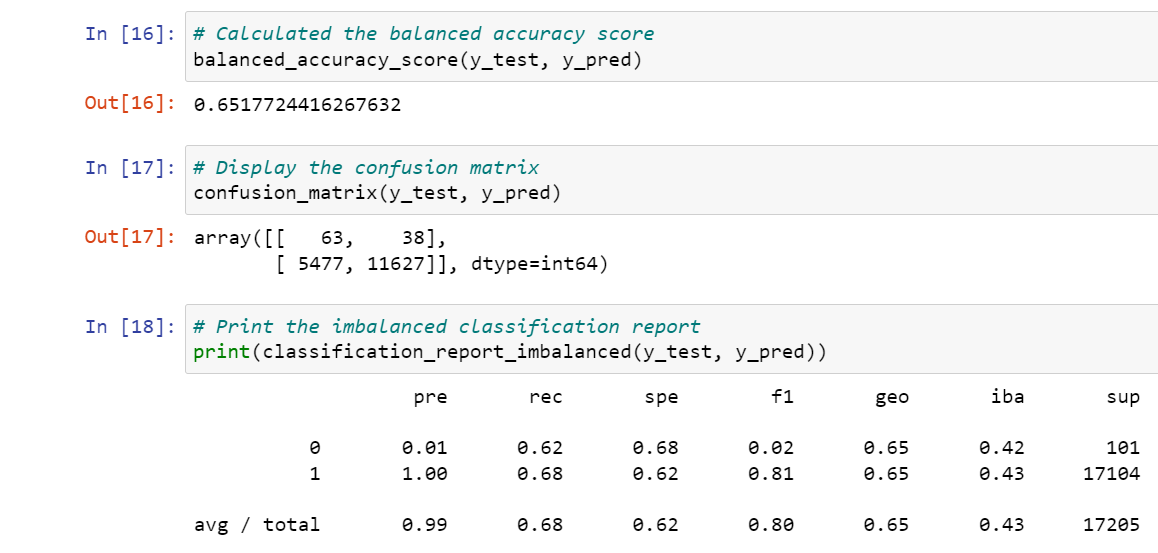 In [16]: # Calculated the balanced accuracy score
balanced_accuracy_score(y_test, y_pred)
Out[16]: 0.6517724416267632
In [17]: # Display the confusion matrix
confusion_matrix(y_test, y_pred)
Out[17]: array([[   63,    38],
       [ 5477, 11627]], dtype=int64)
In [18]: # Print the imbalanced classification report
print(classification_report_imbalanced(y_test, y_pred))
pre rec spe f1 geo iba sup
0 0.01 0.62 0.68 0.02 0.65 0.42 101
1 1.00 0.68 0.62 0.81 0.65 0.43 17104
avg / total 0.99 0.68 0.62 0.80 0.65 0.43 17205